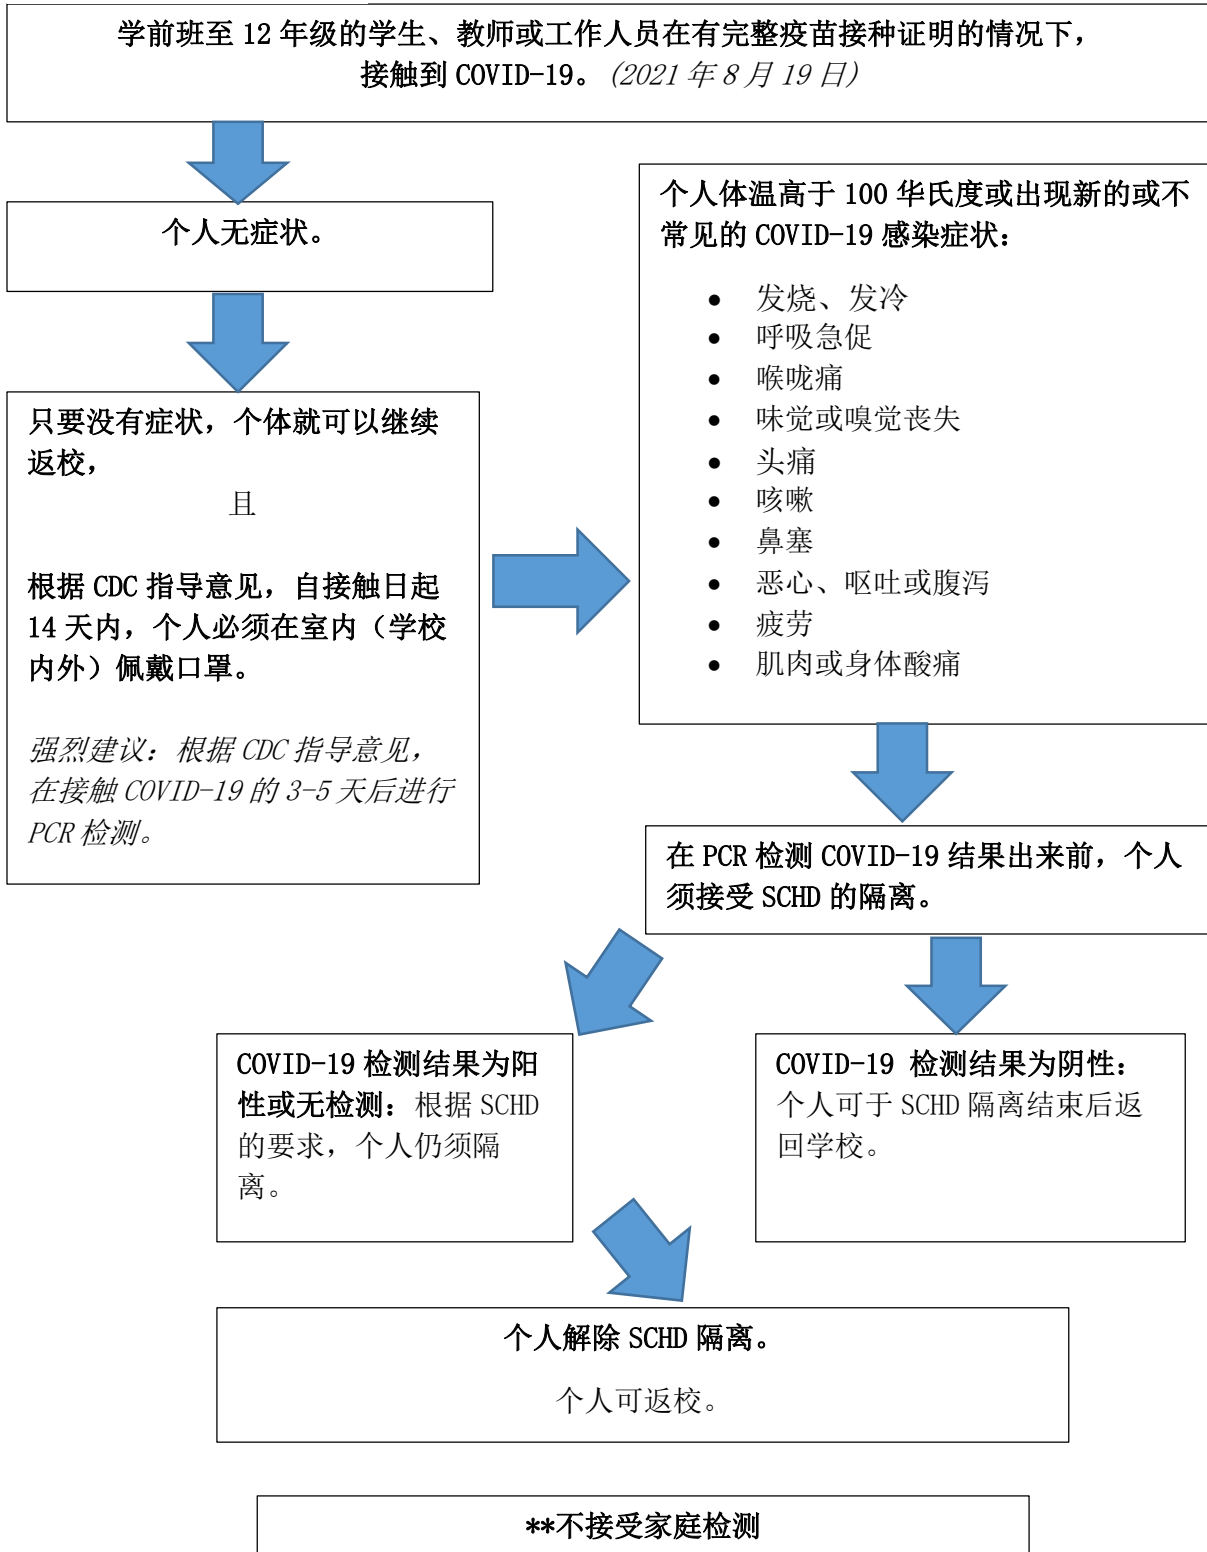 学前班至 12 年级的学生、教师或工作人员在有完整疫苗接种证明的情况下，
接触到 COVID-19。(2021 年 8 月 19 日)
个人无症状。
只要没有症状，个体就可以继续
返校，
且
根据 CDC 指导意见，自接触日起
14 天内，个人必须在室内（学校
内外）佩戴口罩。
强烈建议：根据 CDC 指导意见，
在接触 COVID-19 的 3-5 天后进行
PCR 检测。
个人体温高于 100 华氏度或出现新的或不
常见的 COVID-19 感染症状：
• 发烧、发冷
• 呼吸急促
• 喉咙痛
• 味觉或嗅觉丧失
• 头痛
• 咳嗽
• 鼻塞
• 恶心、呕吐或腹泻
• 疲劳
• 肌肉或身体酸痛
在 PCR 检测 COVID-19 结果出来前，个人
须接受 SCHD 的隔离。
COVID-19 检测结果为阳
性或无检测：根据 SCHD
的要求，个人仍须隔
离。
COVID-19 检测结果为阴性：
个人可于 SCHD 隔离结束后返
回学校。
个人解除 SCHD 隔离。
个人可返校。
**不接受家庭检测